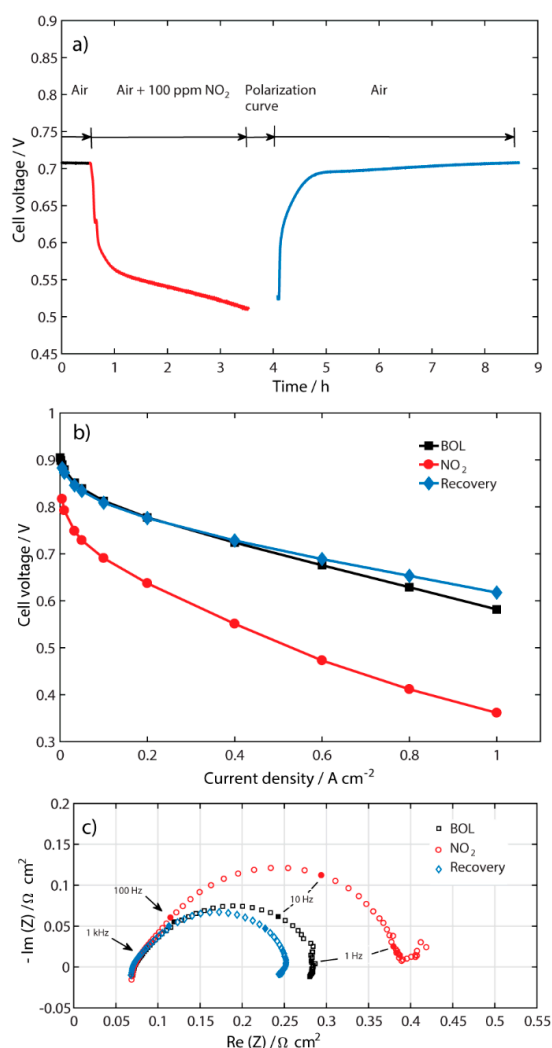 a)
Air
Air + 100 ppm NO₂
Polarization
curve
Air
Cell voltage / V
0.9
0.85
0.8
0.75
0.7
0.65
0.6
0.55
0.5
0.45
0 1 2 3 4 5 6 7 8 9
Time / h
b)
BOL
NO₂
Recovery
Cell voltage / V
1
0.9
0.8
0.7
0.6
0.5
0.4
0.3
0 0.2 0.4 0.6 0.8 1
Current density / A cm⁻²
c)
BOL
NO₂
Recovery
100 Hz
10 Hz
1 kHz
1 Hz
- Im (Z) / Ω cm²
0.2
0.15
0.1
0.05
0
-0.05
0 0.05 0.1 0.15 0.2 0.25 0.3 0.35 0.4 0.45 0.5 0.55
Re (Z) / Ω cm²